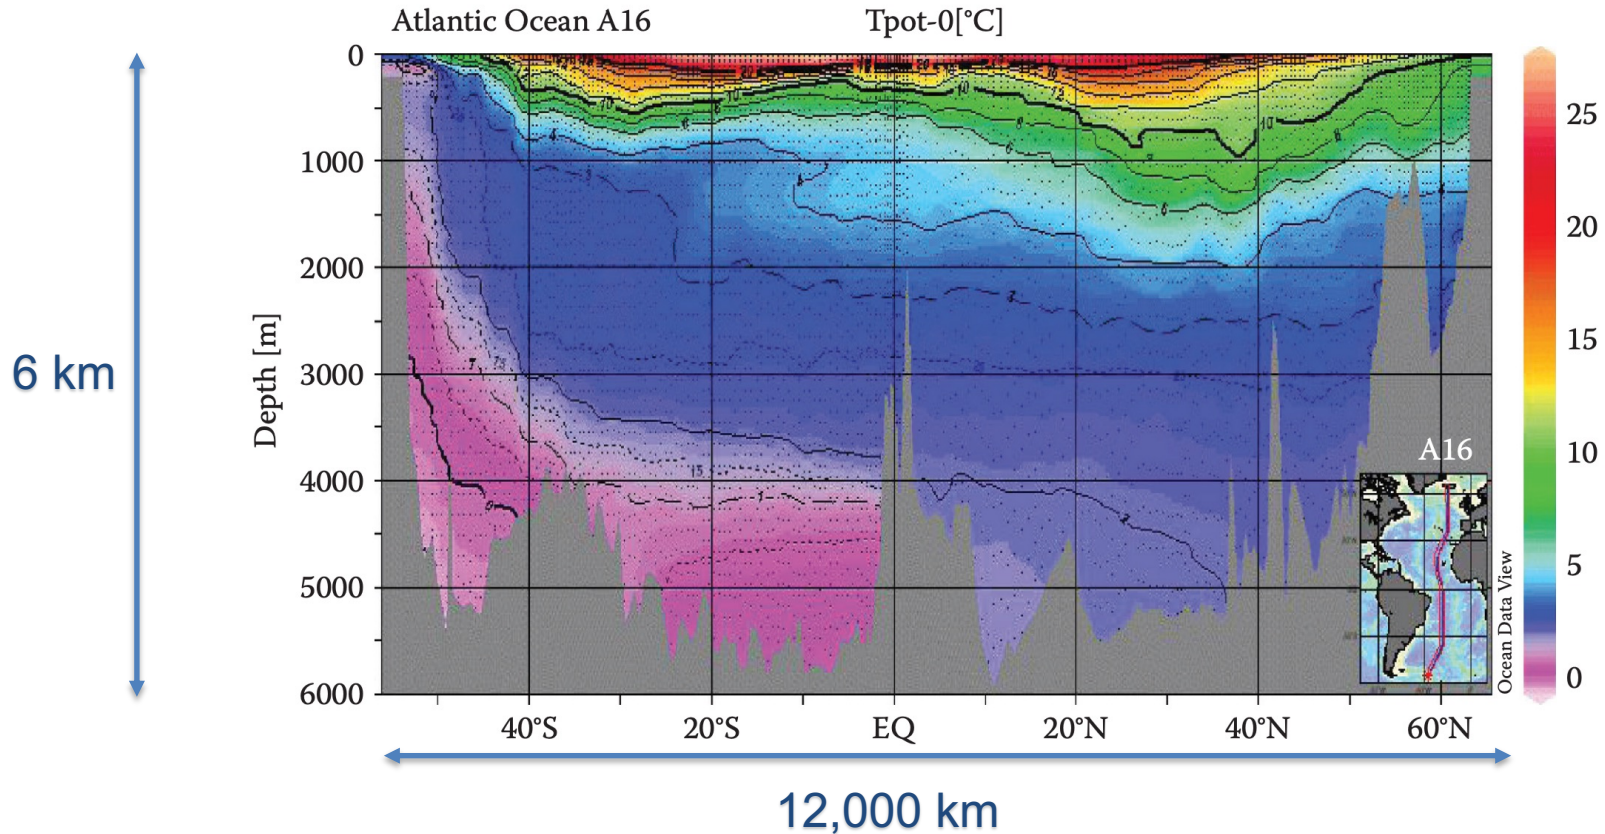 Atlantic Ocean A16
Tpot-0[°C]
0
1000
2000
3000
4000
5000
6000
Depth [m]
6 km
40°S
20°S
EQ
20°N
40°N
60°N
12,000 km
25
20
15
10
5
0
A16
Ocean Data View